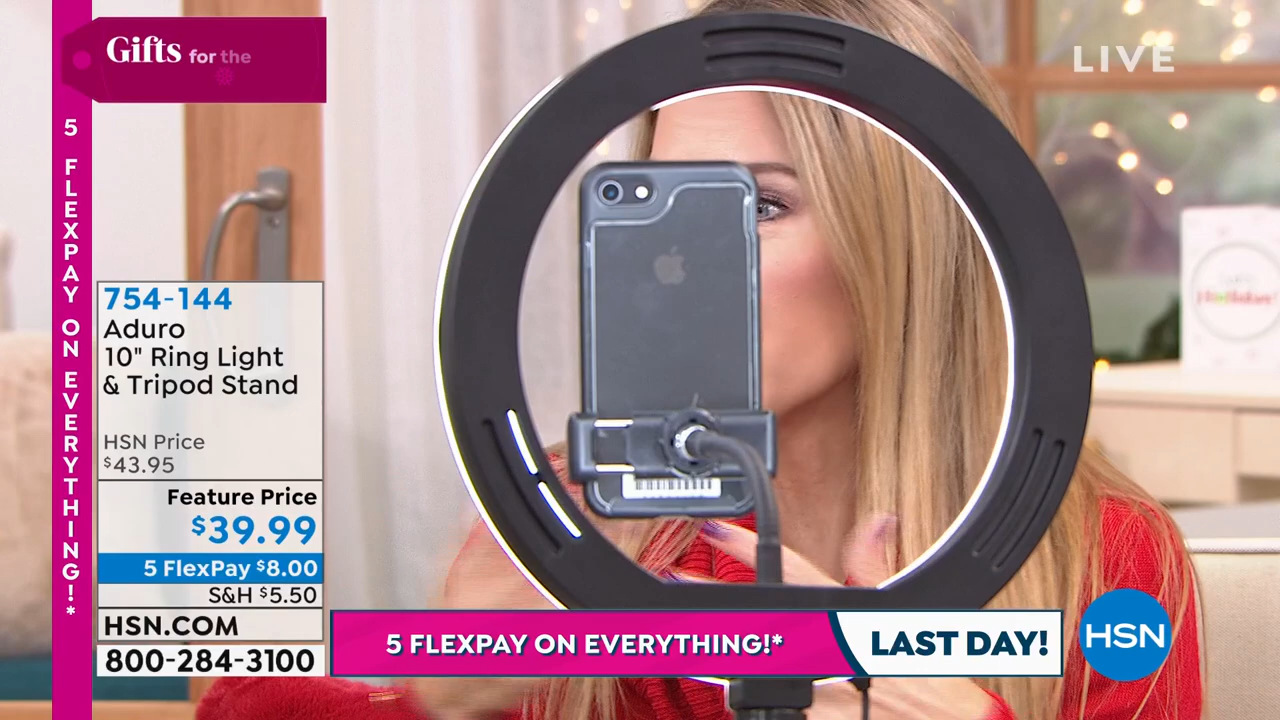 Gifts for the
LIVE
5 FLEXPAY ON EVERYTHING!*
754-144
Aduro
10" Ring Light
& Tripod Stand
HSN Price
$43.95
Feature Price
$39.99
5 FlexPay $8.00
S&H $5.50
HSN.COM
800-284-3100
5 FLEXPAY ON EVERYTHING!*
LAST DAY!
HSN
Holiday